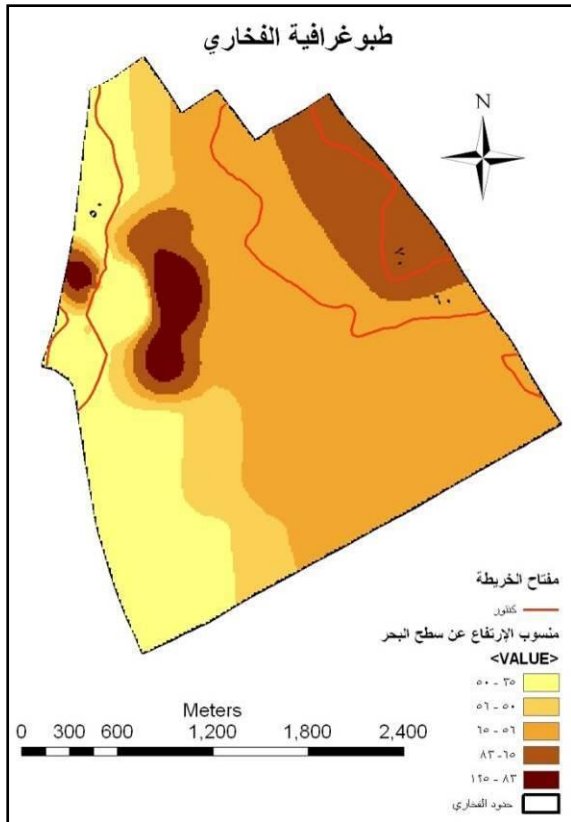 طبوغرافية الفخاري
N
٥٠
٧٠
٦٠
مفتاح الخريطة
كنتور
منسوب الإرتفاع عن سطح البحر
<VALUE>
٣٥ - ٥٠
٥٠ - ٥٦
٥٦ - ٦٥
٦٥ - ٨٣
٨٣ - ١٢٥
حدود الفخاري
Meters
0 300 600 1,200 1,800 2,400